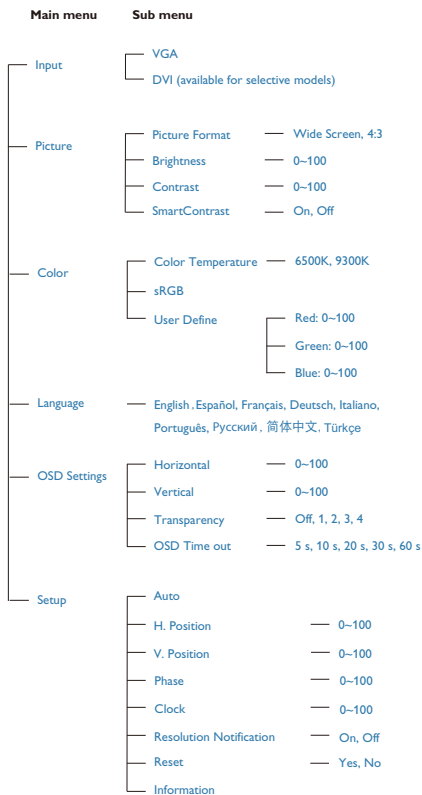 Main menu Sub menu
Input
VGA
DVI (available for selective models)
Picture
Picture Format Wide Screen, 4:3
Brightness 0~100
Contrast 0~100
SmartContrast On, Off
Color
Color Temperature 6500K, 9300K
sRGB
User Define Red: 0~100
Green: 0~100
Blue: 0~100
Language English, Español, Français, Deutsch, Italiano,
Português, Русский, 简体中文, Türkçe
OSD Settings
Horizontal 0~100
Vertical 0~100
Transparency Off, 1, 2, 3, 4
OSD Time out 5 s, 10 s, 20 s, 30 s, 60 s
Setup
Auto
H. Position 0~100
V. Position 0~100
Phase 0~100
Clock 0~100
Resolution Notification On, Off
Reset Yes, No
Information